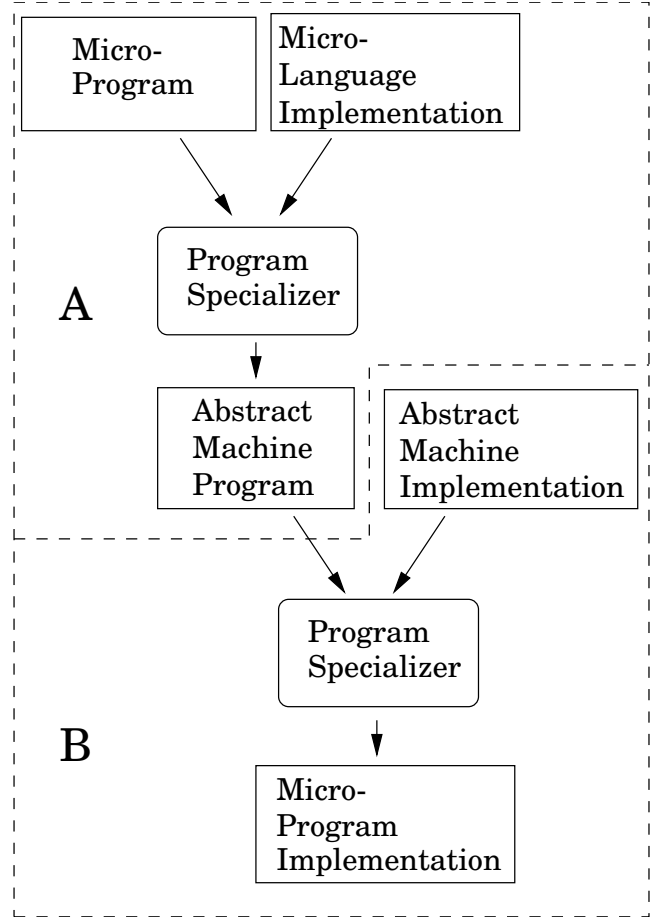 Micro-
Program
Micro-
Language
Implementation
Program
Specializer
A
Abstract
Machine
Program
Abstract
Machine
Implementation
Program
Specializer
B
Micro-
Program
Implementation